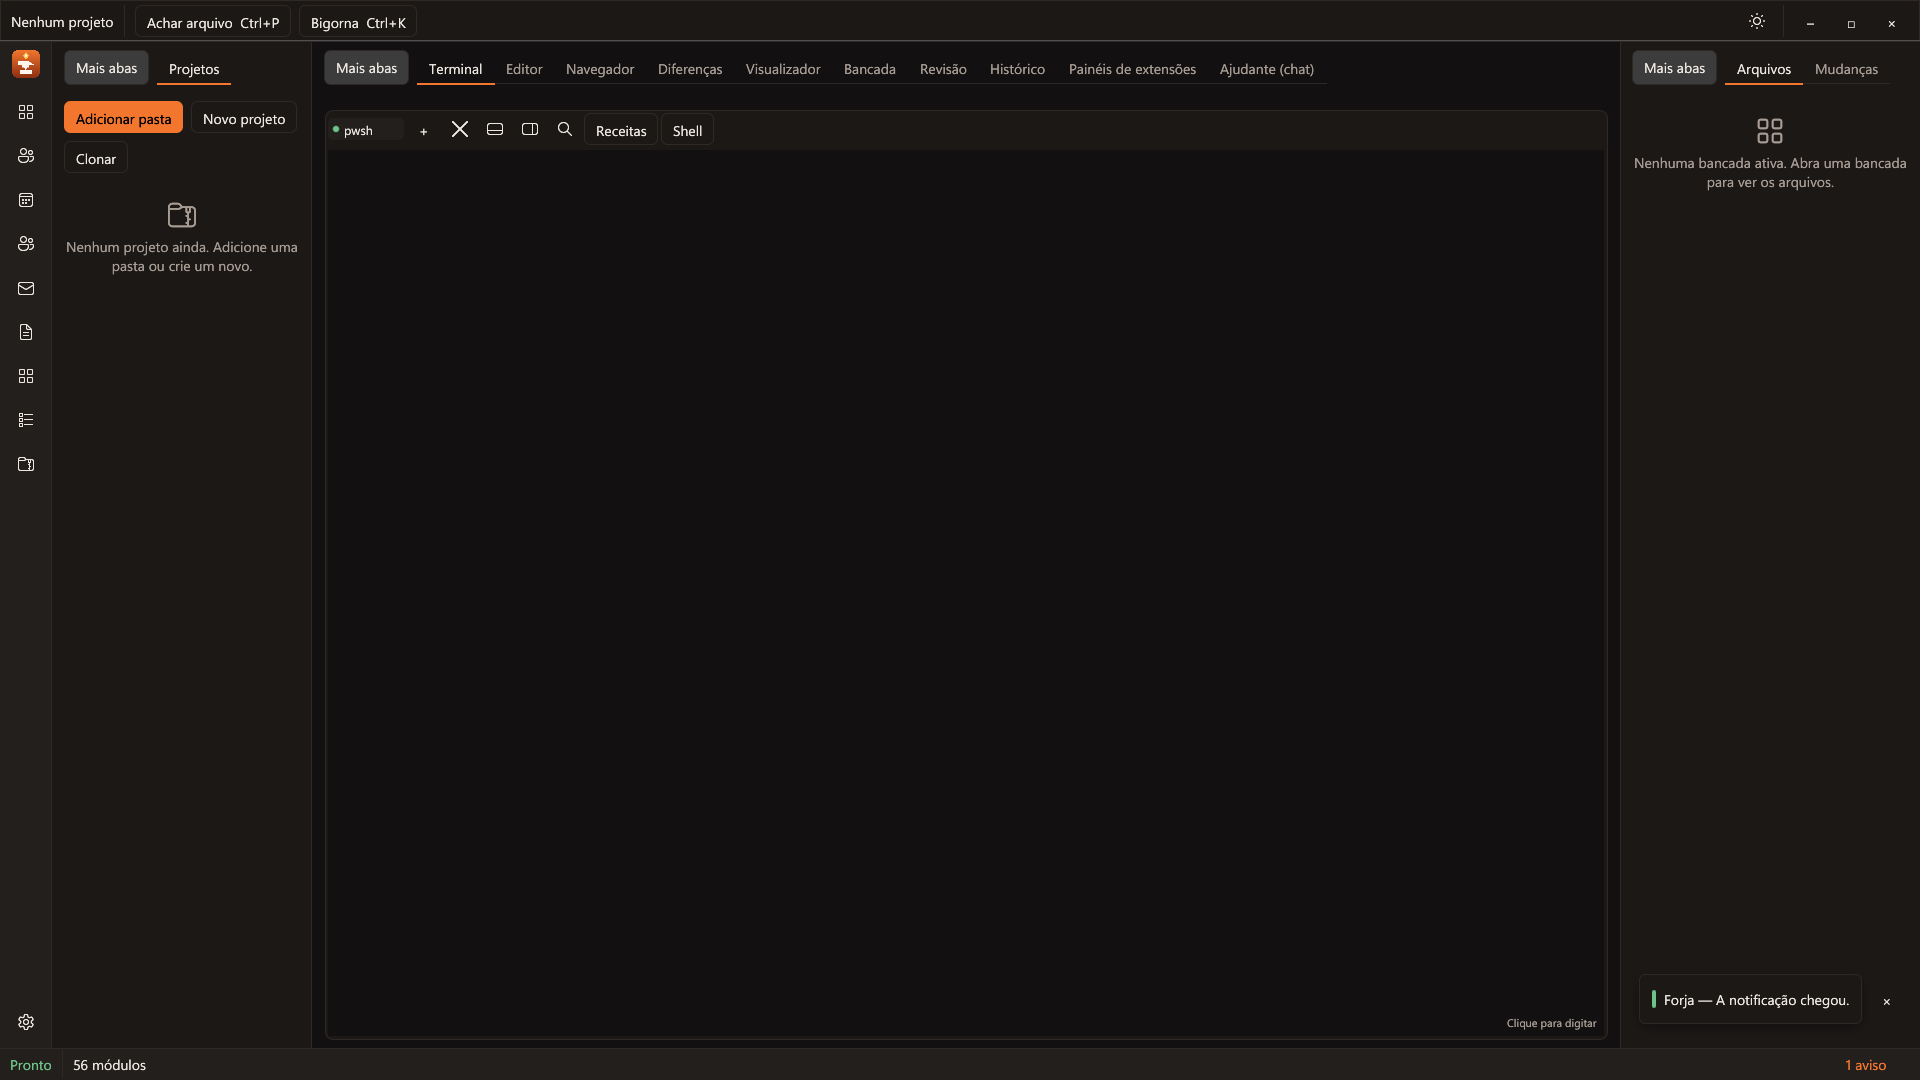 Nenhum projeto
Achar arquivo Ctrl+P
Bigorna Ctrl+K
Mais abas
Projetos
Adicionar pasta
Novo projeto
Clonar
Nenhum projeto ainda. Adicione uma
pasta ou crie um novo.
Mais abas
Terminal
Editor
Navegador
Diferenças
Visualizador
Bancada
Revisão
Histórico
Painéis de extensões
Ajudante (chat)
pwsh
Receitas
Shell
Clique para digitar
Mais abas
Arquivos
Mudanças
Nenhuma bancada ativa. Abra uma bancada
para ver os arquivos.
Forja — A notificação chegou.
Pronto
56 módulos
1 aviso